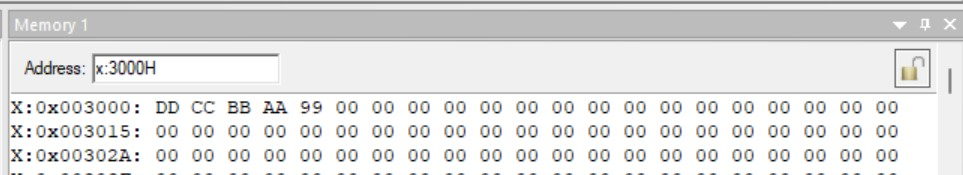 Memory 1
Address: x:3000H
X:0x003000: DD CC BB AA 99 00 00 00 00 00 00 00 00 00 00 00 00 00 00 00 00
X:0x003015: 00 00 00 00 00 00 00 00 00 00 00 00 00 00 00 00 00 00 00 00 00
X:0x00302A: 00 00 00 00 00 00 00 00 00 00 00 00 00 00 00 00 00 00 00 00 00